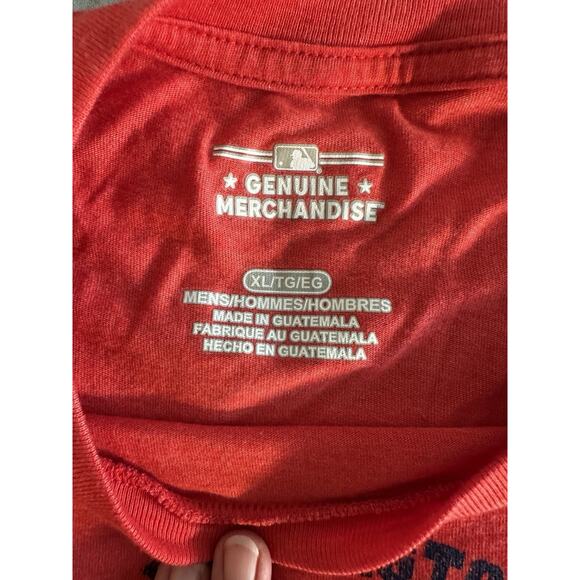 ★ GENUINE ★
MERCHANDISE
XL/TG/EG
MENS/HOMMES/HOMBRES
MADE IN GUATEMALA
FABRIQUE AU GUATEMALA
HECHO EN GUATEMALA